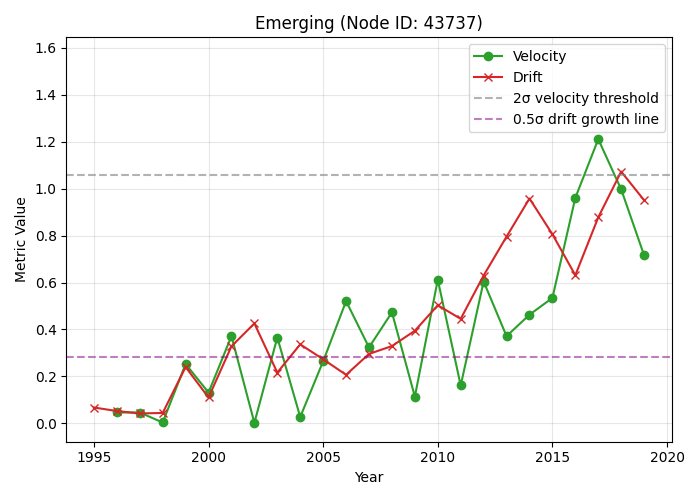 Emerging (Node ID: 43737)
Velocity
Drift
2σ velocity threshold
0.5σ drift growth line
Metric Value
1.6
1.4
1.2
1.0
0.8
0.6
0.4
0.2
0.0
1995 2000 2005 2010 2015 2020
Year